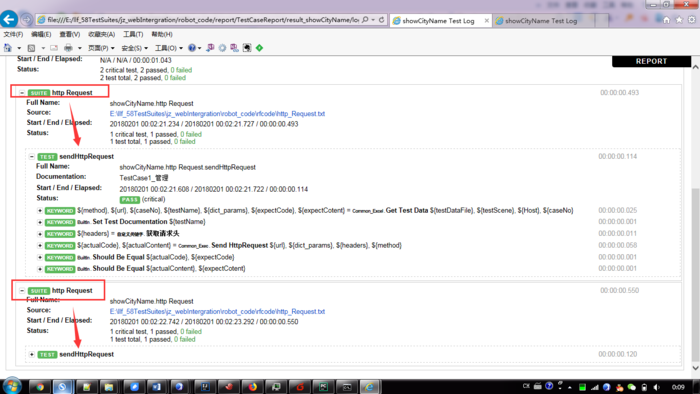 file:///E:/llf_58TestSuites/jz_webIntergration/robot_code/report/TestCaseReport/result_showCityName/lo
showCityName Test Log
showCityName Test Log
文件(F) 编辑(E) 查看(V) 收藏夹(A) 工具(T) 帮助(H)
页面(P) 安全(S) 工具(O)
REPORT
Start / End / Elapsed: N/A / N/A / 00:00:01.043
Status: 2 critical test, 2 passed, 0 failed
2 test total, 2 passed, 0 failed
SUITE http Request 00:00:00.493
Full Name: showCityName.http Request
Source: E:\llf_58TestSuites\jz_webIntergration\robot_code\rfcode\http_Request.txt
Start / End / Elapsed: 20180201 00:02:21.234 / 20180201 00:02:21.727 / 00:00:00.493
Status: 1 critical test, 1 passed, 0 failed
1 test total, 1 passed, 0 failed
TEST sendHttpRequest 00:00:00.114
Full Name: showCityName.http Request.sendHttpRequest
Documentation: TestCase1_管理
Start / End / Elapsed: 20180201 00:02:21.608 / 20180201 00:02:21.722 / 00:00:00.114
Status: PASS (critical)
KEYWORD ${method}, ${url}, ${caseNo}, ${testName}, ${dict_params}, ${expectCode}, ${expectCotent} = Common_Excel. Get Test Data ${testDataFile}, ${testScene}, ${Host}, ${caseNo} 00:00:00.025
KEYWORD BuiltIn. Set Test Documentation ${testName} 00:00:00.001
KEYWORD ${headers} = 自定义关键字. 获取请求头 00:00:00.011
KEYWORD ${actualCode}, ${actualContent} = Common_Exec. Send HttpRequest ${url}, ${dict_params}, ${headers}, ${method} 00:00:00.058
KEYWORD BuiltIn. Should Be Equal ${actualCode}, ${expectCode} 00:00:00.001
KEYWORD BuiltIn. Should Be Equal ${actualContent}, ${expectCotent} 00:00:00.001
SUITE http Request 00:00:00.550
Full Name: showCityName.http Request
Source: E:\llf_58TestSuites\jz_webIntergration\robot_code\rfcode\http_Request.txt
Start / End / Elapsed: 20180201 00:02:22.742 / 20180201 00:02:23.292 / 00:00:00.550
Status: 1 critical test, 1 passed, 0 failed
1 test total, 1 passed, 0 failed
TEST sendHttpRequest 00:00:00.120
CH
0:09